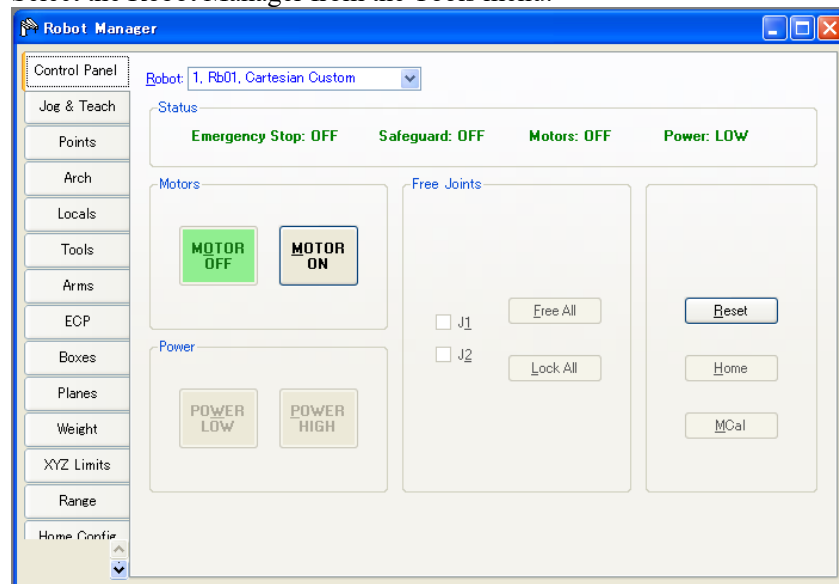 Select the Robot Manager from the Tools menu.
Robot Manager
Control Panel
Jog & Teach
Points
Arch
Locals
Tools
Arms
ECP
Boxes
Planes
Weight
XYZ Limits
Range
Home Config
Robot: 1, Rb01, Cartesian Custom
Status
Emergency Stop: OFF Safeguard: OFF Motors: OFF Power: LOW
Motors
MOTOR OFF
MOTOR ON
Power
POWER LOW
POWER HIGH
Free Joints
J1
J2
Free All
Lock All
Reset
Home
MCal